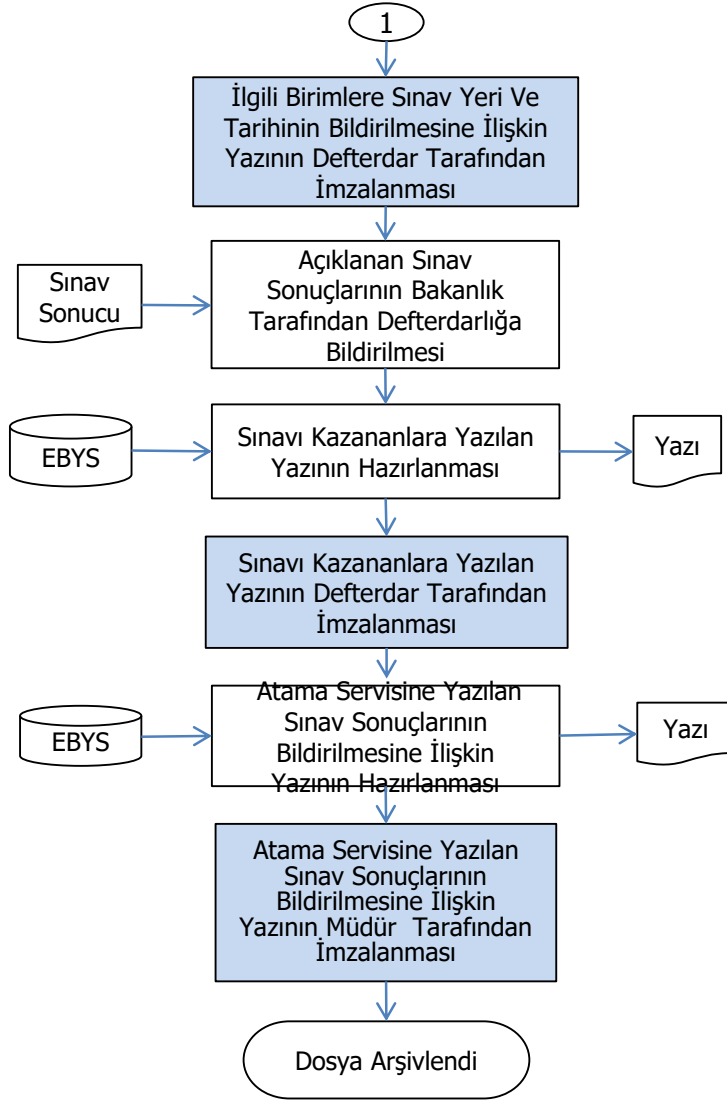 1
İlgili Birimlere Sınav Yeri Ve
Tarihinin Bildirilmesine İlişkin
Yazının Defterdar Tarafından
İmzalanması
Açıklanan Sınav
Sonuçlarının Bakanlık
Tarafından Defterdarlığa
Bildirilmesi
Sınav
Sonucu
Sınavı Kazananlara Yazılan
Yazının Hazırlanması
EBYS
Yazı
Sınavı Kazananlara Yazılan
Yazının Defterdar Tarafından
İmzalanması
Atama Servisine Yazılan
Sınav Sonuçlarının
Bildirilmesine İlişkin
Yazının Hazırlanması
EBYS
Yazı
Atama Servisine Yazılan
Sınav Sonuçlarının
Bildirilmesine İlişkin
Yazının Müdür  Tarafından
İmzalanması
Dosya Arşivlendi